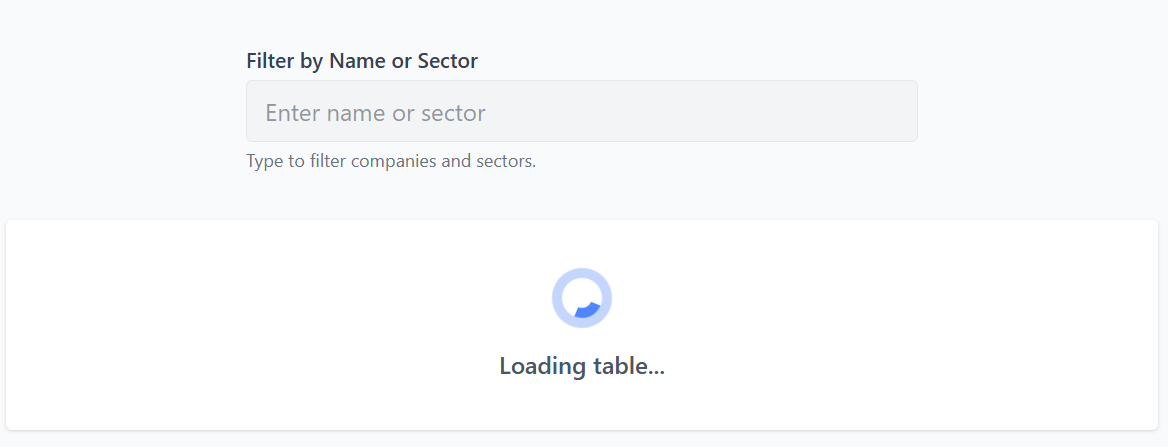 Filter by Name or Sector
Enter name or sector
Type to filter companies and sectors.
Loading table...